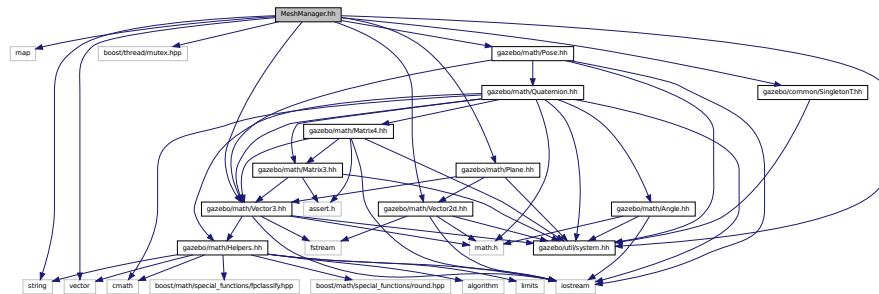 MeshManager.hh
map
boost/thread/mutex.hpp
gazebo/math/Pose.hh
gazebo/math/Quaternion.hh
gazebo/common/SingletonT.hh
gazebo/math/Matrix4.hh
gazebo/math/Matrix3.hh
gazebo/math/Plane.hh
gazebo/math/Vector3.hh
assert.h
gazebo/math/Vector2d.hh
gazebo/math/Angle.hh
gazebo/math/Helpers.hh
fstream
math.h
gazebo/util/system.hh
string
vector
cmath
boost/math/special_functions/fpclassify.hpp
boost/math/special_functions/round.hpp
algorithm
limits
iostream